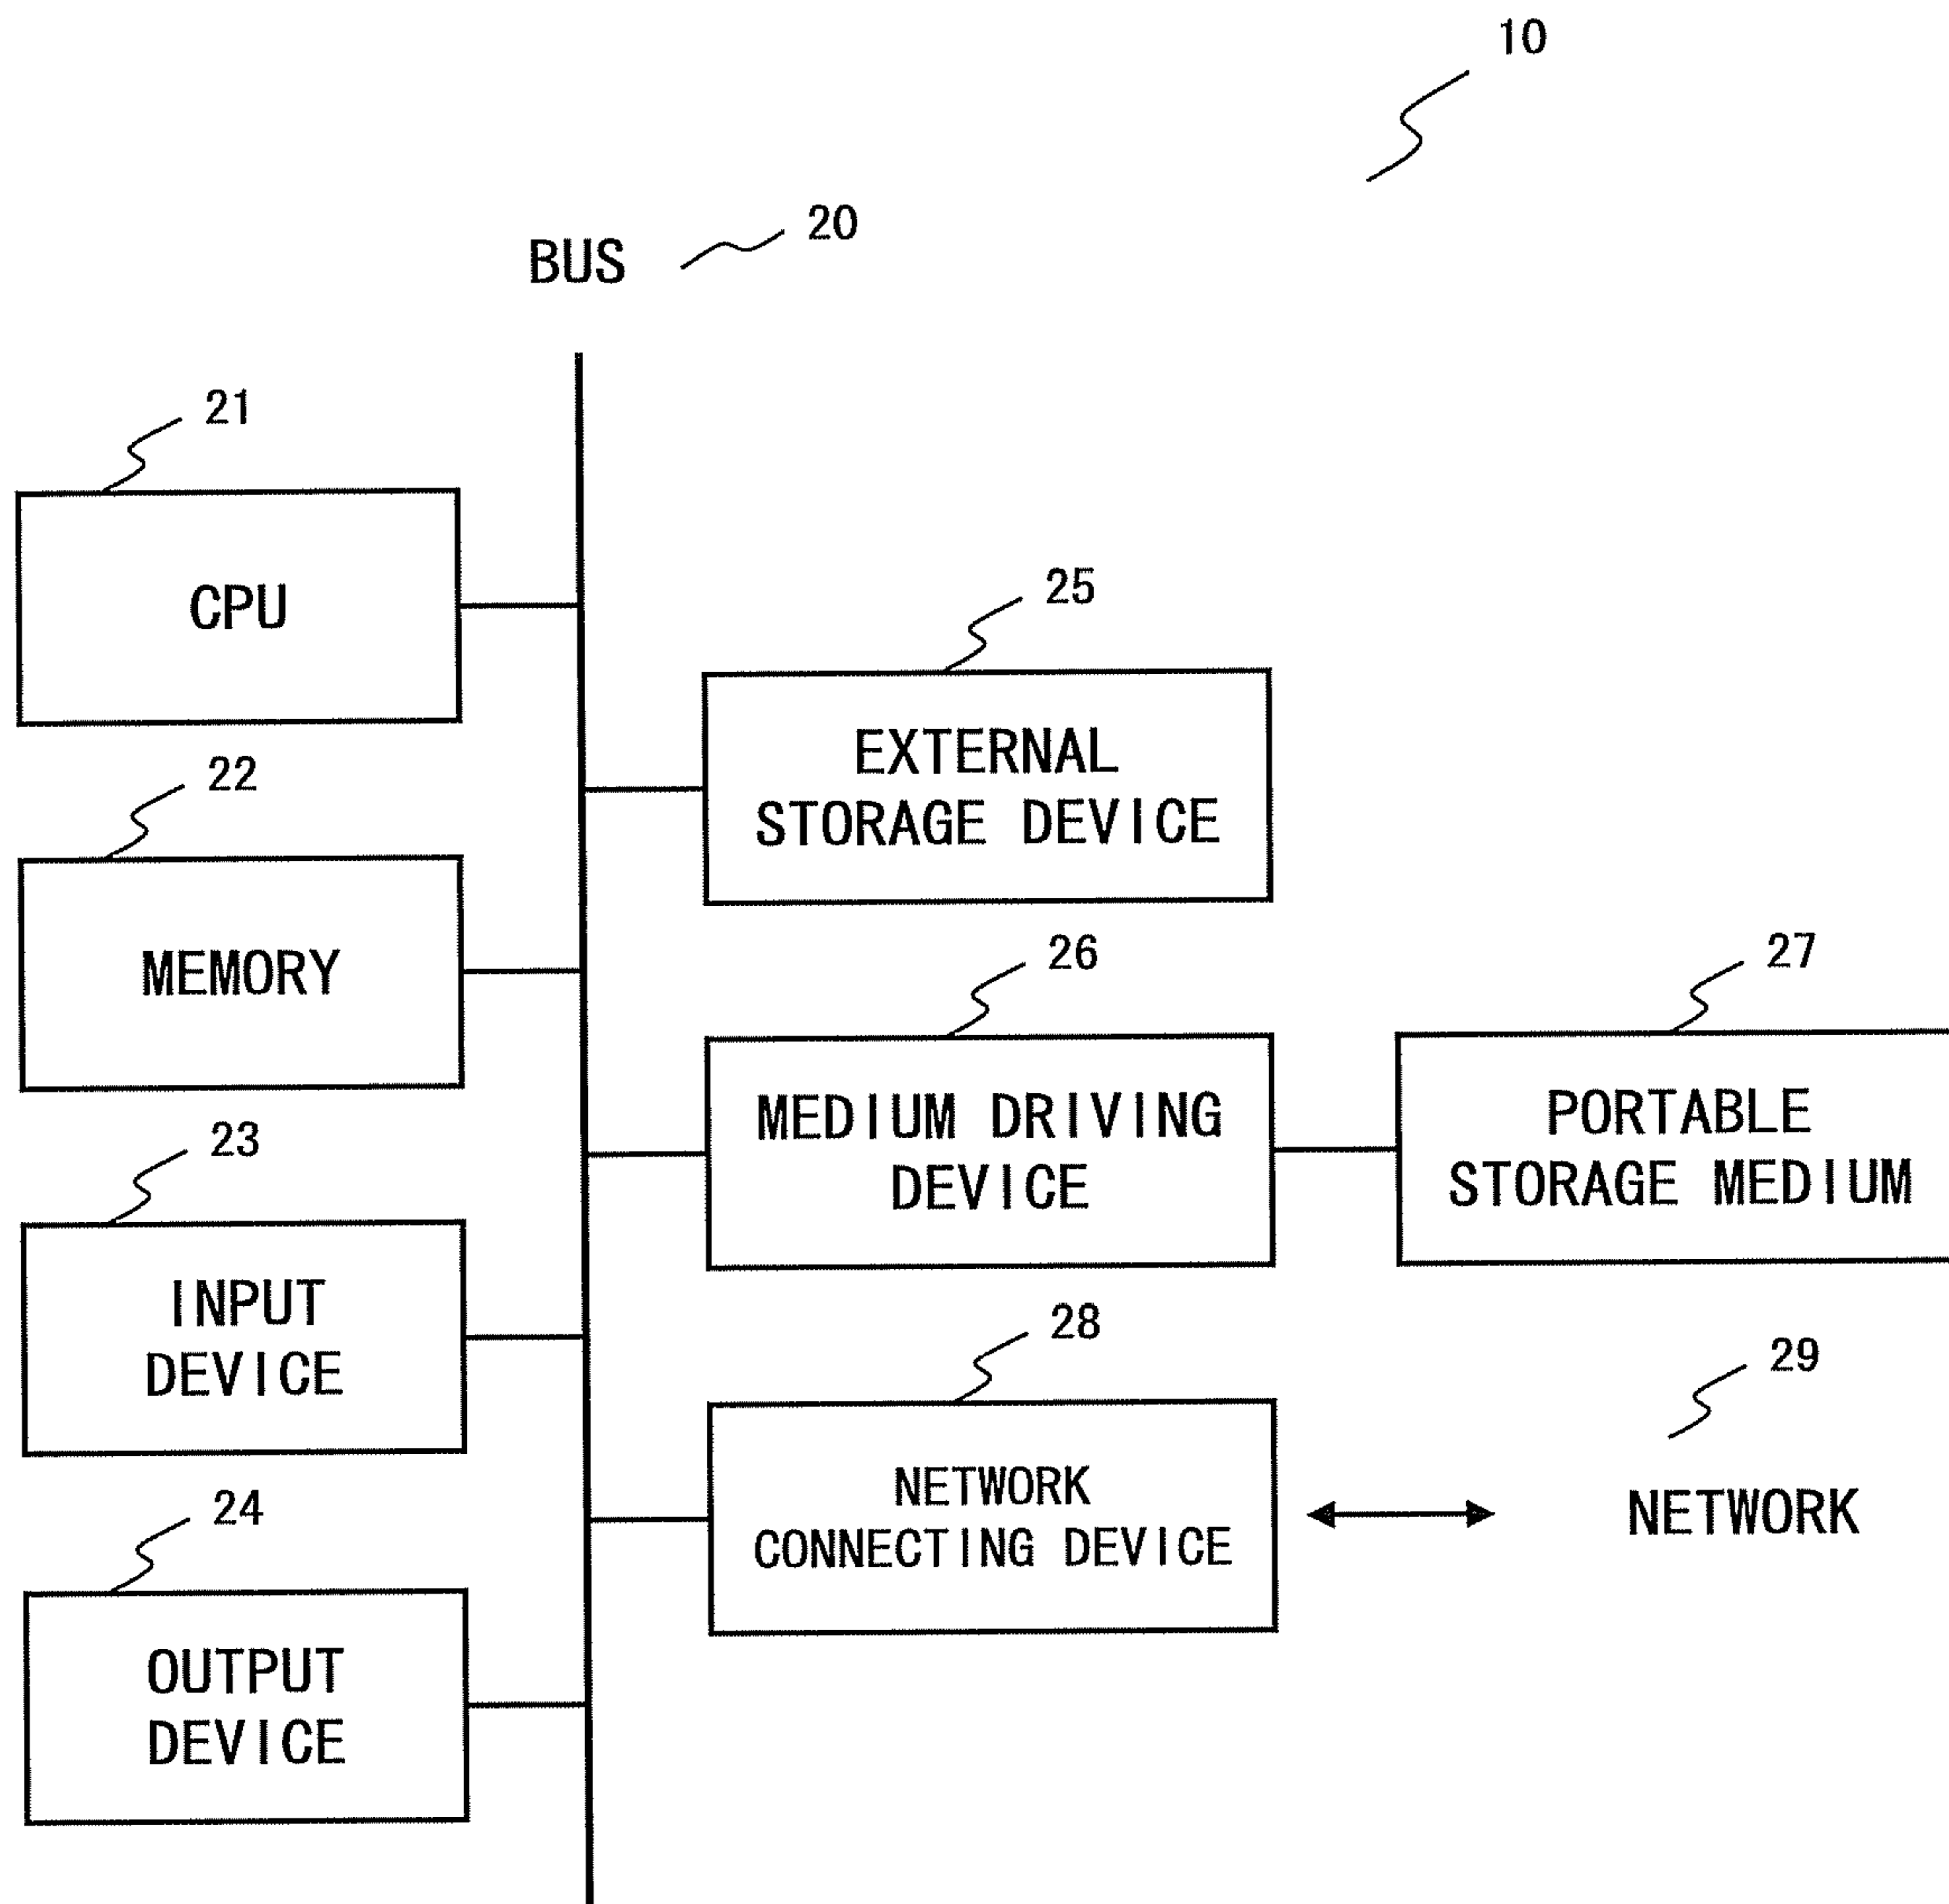 10
BUS
20
21
CPU
25
EXTERNAL
STORAGE DEVICE
22
MEMORY
26
MEDIUM DRIVING
DEVICE
27
PORTABLE
STORAGE MEDIUM
23
INPUT
DEVICE
28
NETWORK
CONNECTING DEVICE
29
NETWORK
24
OUTPUT
DEVICE